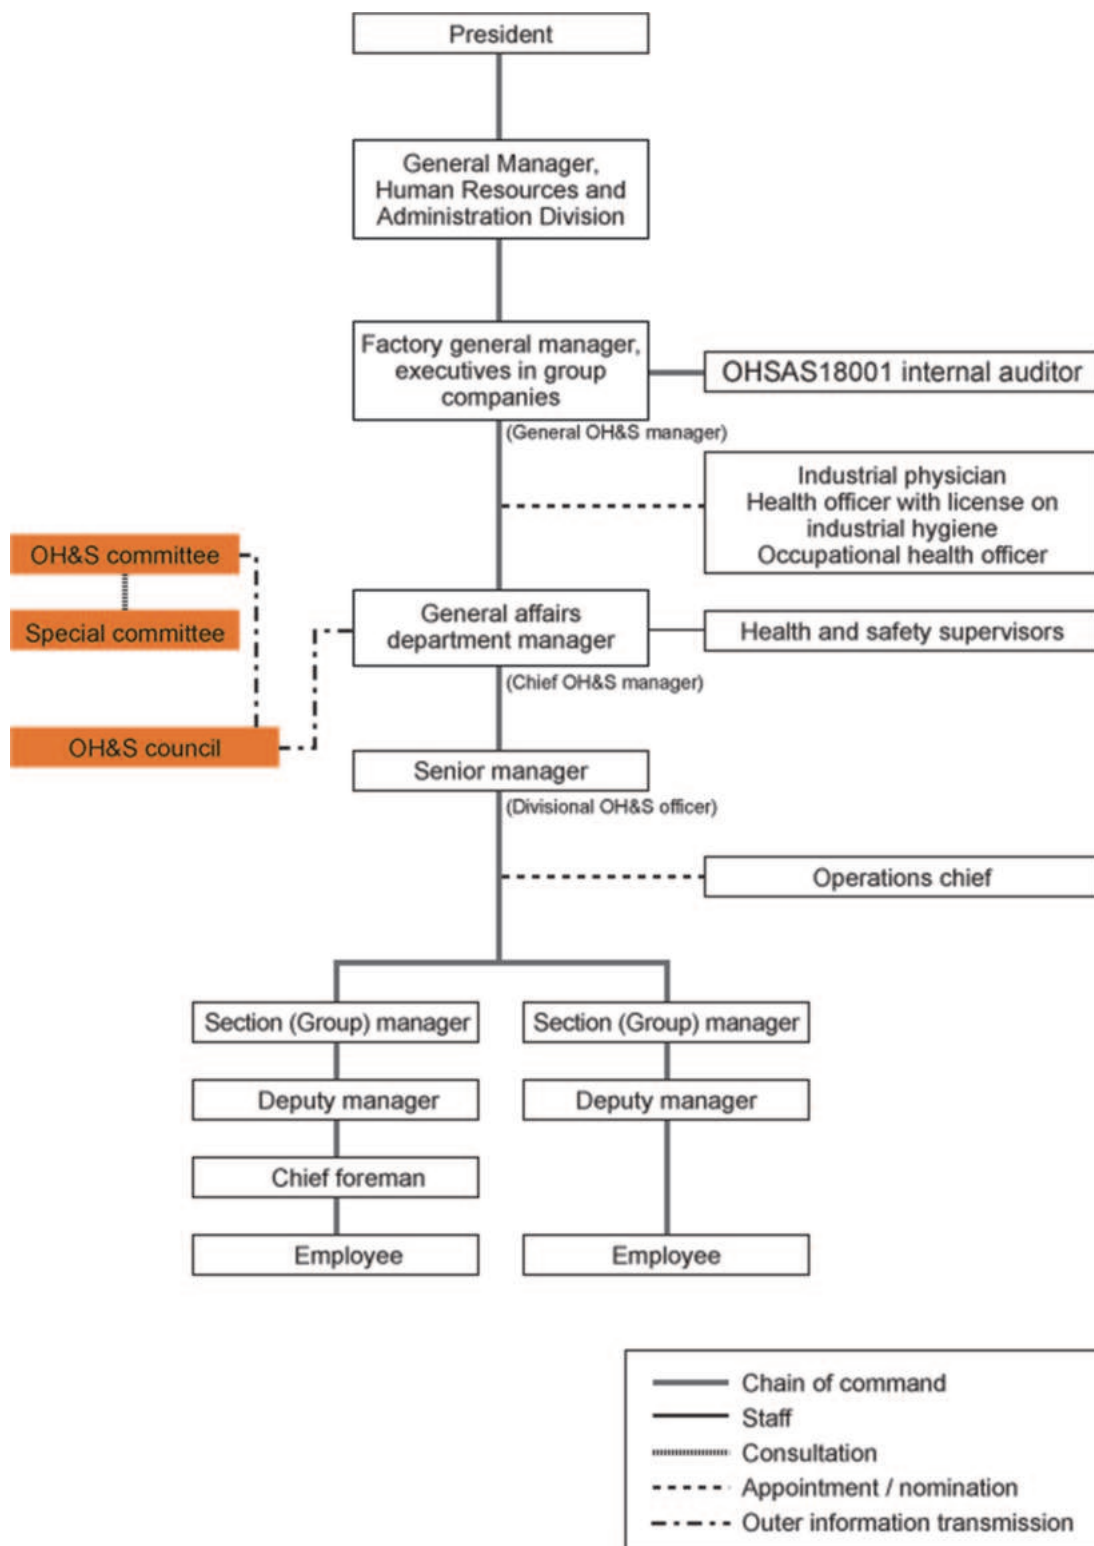 President
General Manager,
Human Resources and
Administration Division
Factory general manager,
executives in group
companies
OHSAS18001 internal auditor
(General OH&S manager)
Industrial physician
Health officer with license on
industrial hygiene
Occupational health officer
OH&S committee
Special committee
OH&S council
General affairs
department manager
Health and safety supervisors
(Chief OH&S manager)
Senior manager
(Divisional OH&S officer)
Operations chief
Section (Group) manager
Deputy manager
Chief foreman
Employee
Section (Group) manager
Deputy manager
Employee
Chain of command
Staff
Consultation
Appointment / nomination
Outer information transmission